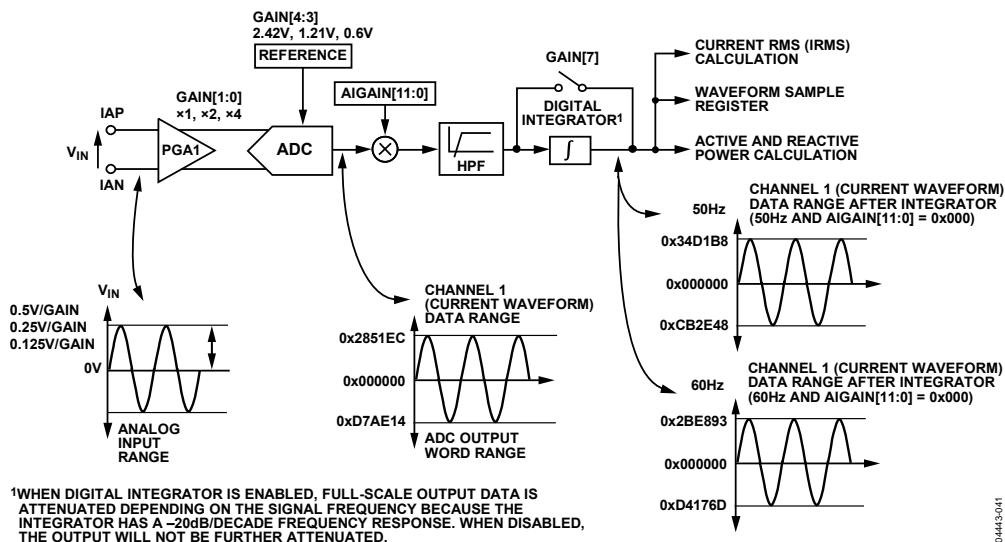 GAIN[4:3]
2.42V, 1.21V, 0.6V
REFERENCE
GAIN[1:0]
×1, ×2, ×4
AIGAIN[11:0]
GAIN[7]
DIGITAL
INTEGRATOR¹
IAP
VIN
IAN
PGA1
ADC
HPF
∫
CURRENT RMS (IRMS)
CALCULATION
WAVEFORM SAMPLE
REGISTER
ACTIVE AND REACTIVE
POWER CALCULATION
VIN
0.5V/GAIN
0.25V/GAIN
0.125V/GAIN
0V
ANALOG
INPUT
RANGE
CHANNEL 1
(CURRENT WAVEFORM)
DATA RANGE
0x2851EC
0x000000
0xD7AE14
ADC OUTPUT
WORD RANGE
50Hz
CHANNEL 1 (CURRENT WAVEFORM)
DATA RANGE AFTER INTEGRATOR
(50Hz AND AIGAIN[11:0] = 0x000)
0x34D1B8
0x000000
0xCB2E48
60Hz
CHANNEL 1 (CURRENT WAVEFORM)
DATA RANGE AFTER INTEGRATOR
(60Hz AND AIGAIN[11:0] = 0x000)
0x2BE893
0x000000
0xD4176D
¹WHEN DIGITAL INTEGRATOR IS ENABLED, FULL-SCALE OUTPUT DATA IS
ATTENUATED DEPENDING ON THE SIGNAL FREQUENCY BECAUSE THE
INTEGRATOR HAS A –20dB/DECADE FREQUENCY RESPONSE. WHEN DISABLED,
THE OUTPUT WILL NOT BE FURTHER ATTENUATED.
04443-041